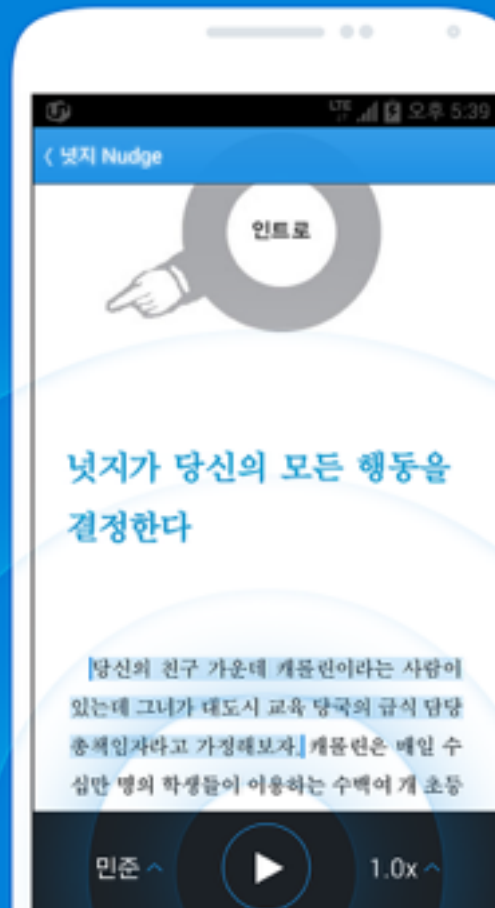 LTE 오후 5:39
〈 넛지 Nudge
인트로
넛지가 당신의 모든 행동을
결정한다
당신의 친구 가운데 캐롤린이라는 사람이
있는데 그녀가 대도시 교육 당국의 급식 담당
총책임자라고 가정해보자. 캐롤린은 매일 수
십만 명의 학생들이 이용하는 수백여 개 초등
민준 1.0x